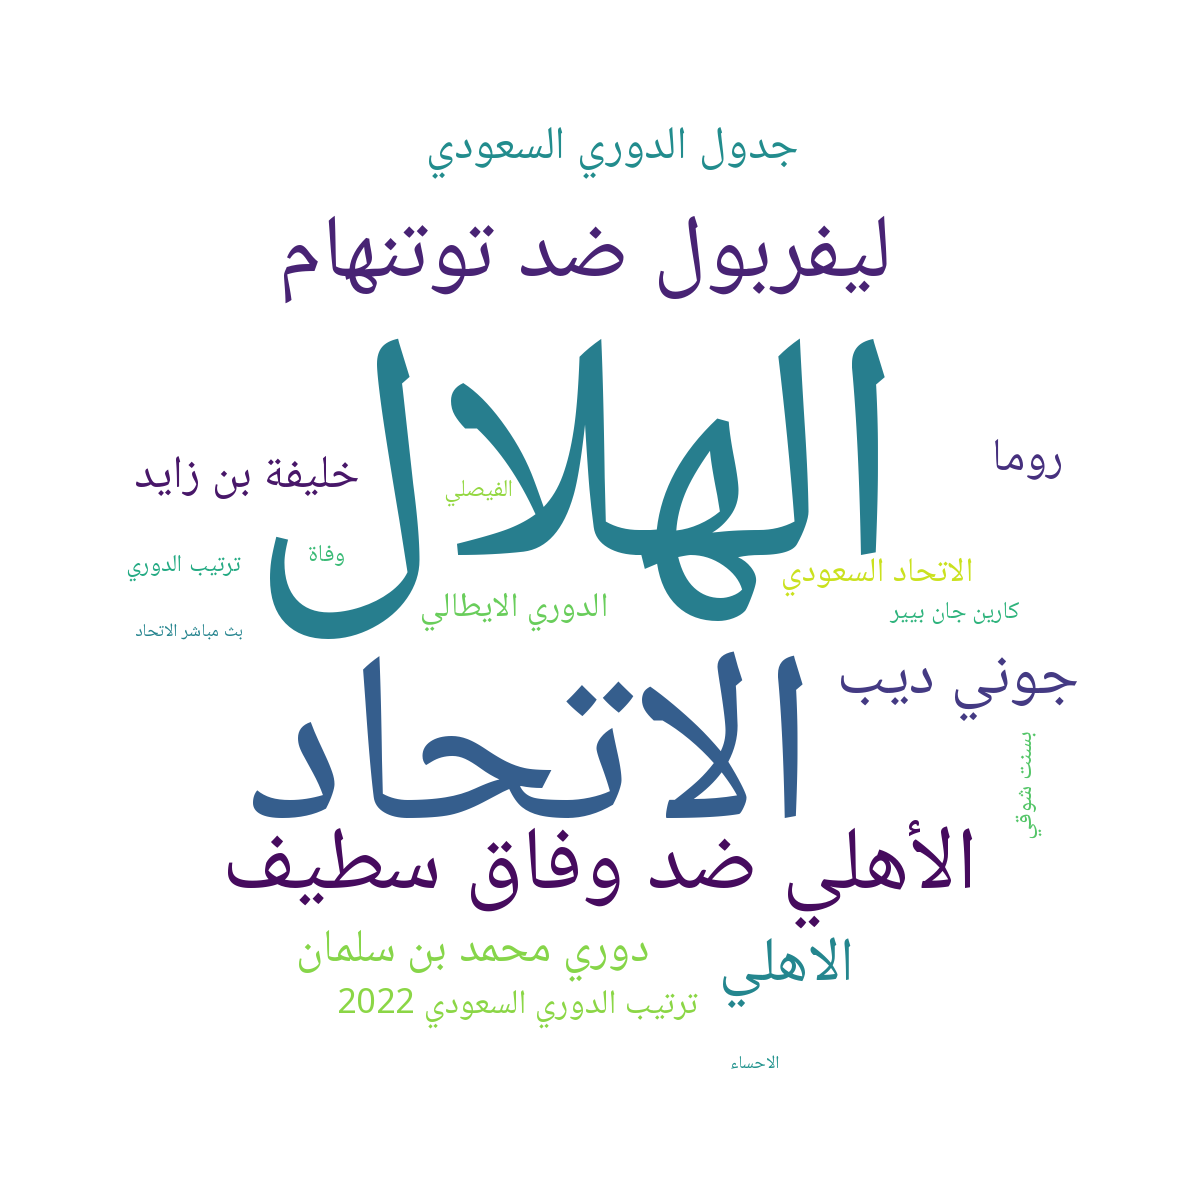 جدول الدوري السعودي
ليفربول ضد توتنهام
الهلال
روما
خليفة بن زايد
الفيصلي
وفاة
ترتيب الدوري
الاتحاد السعودي
الدوري الايطالي
كارين جان بيير
بث مباشر الاتحاد
جوني ديب
الاتحاد
بسنت شوقي
الأهلي ضد وفاق سطيف
دوري محمد بن سلمان
الاهلي
ترتيب الدوري السعودي 2022
الاحساء